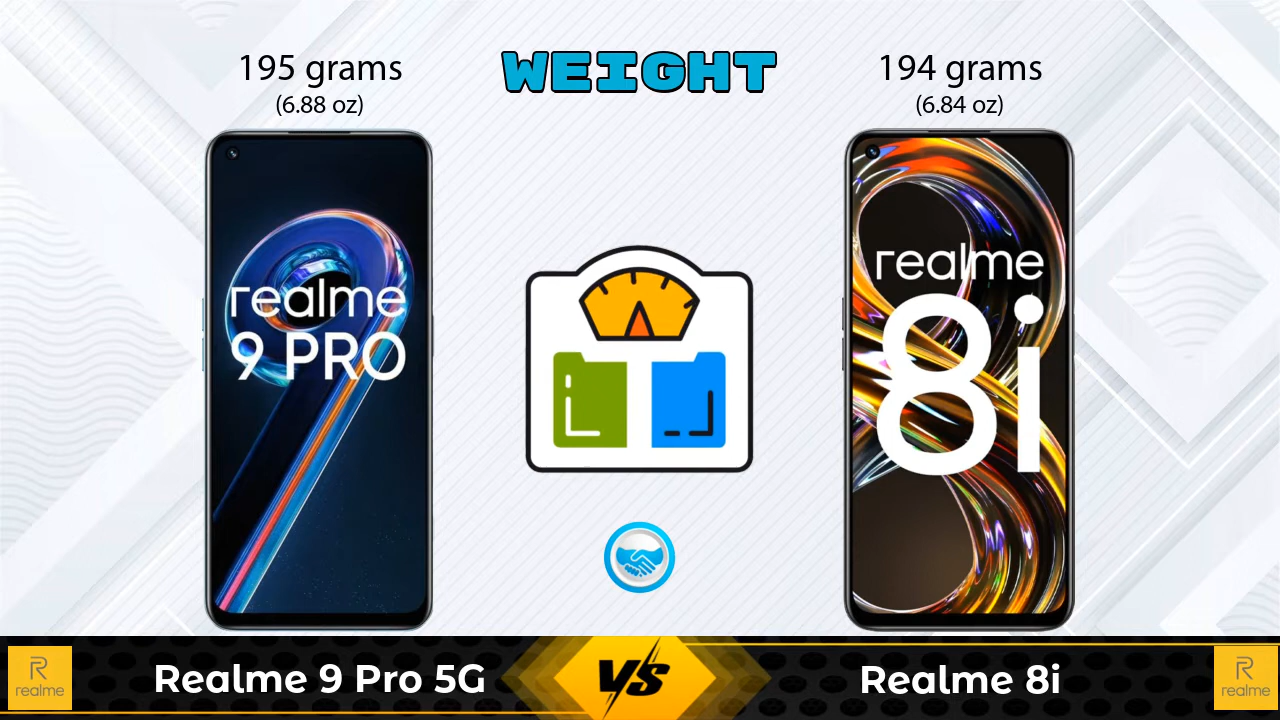 195 grams
(6.88 oz)
WEIGHT
194 grams
(6.84 oz)
realme
9 PRO
realme
8i
R
realme
Realme 9 Pro 5G
VS
Realme 8i
R
realme